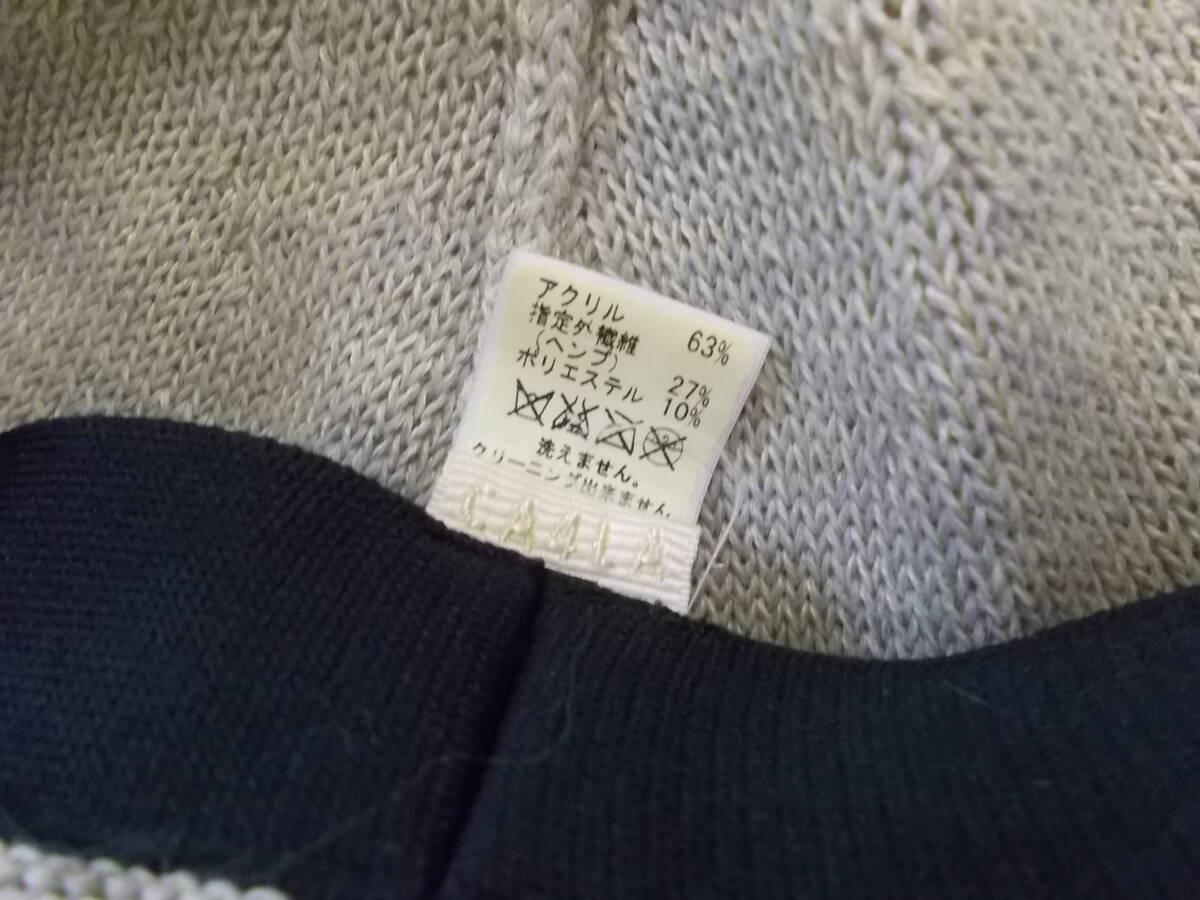 アクリル 63%
指定外繊維
(ヘンプ) 27%
ポリエステル 10%
洗えません。
クリーニング出来ません
CA4LA